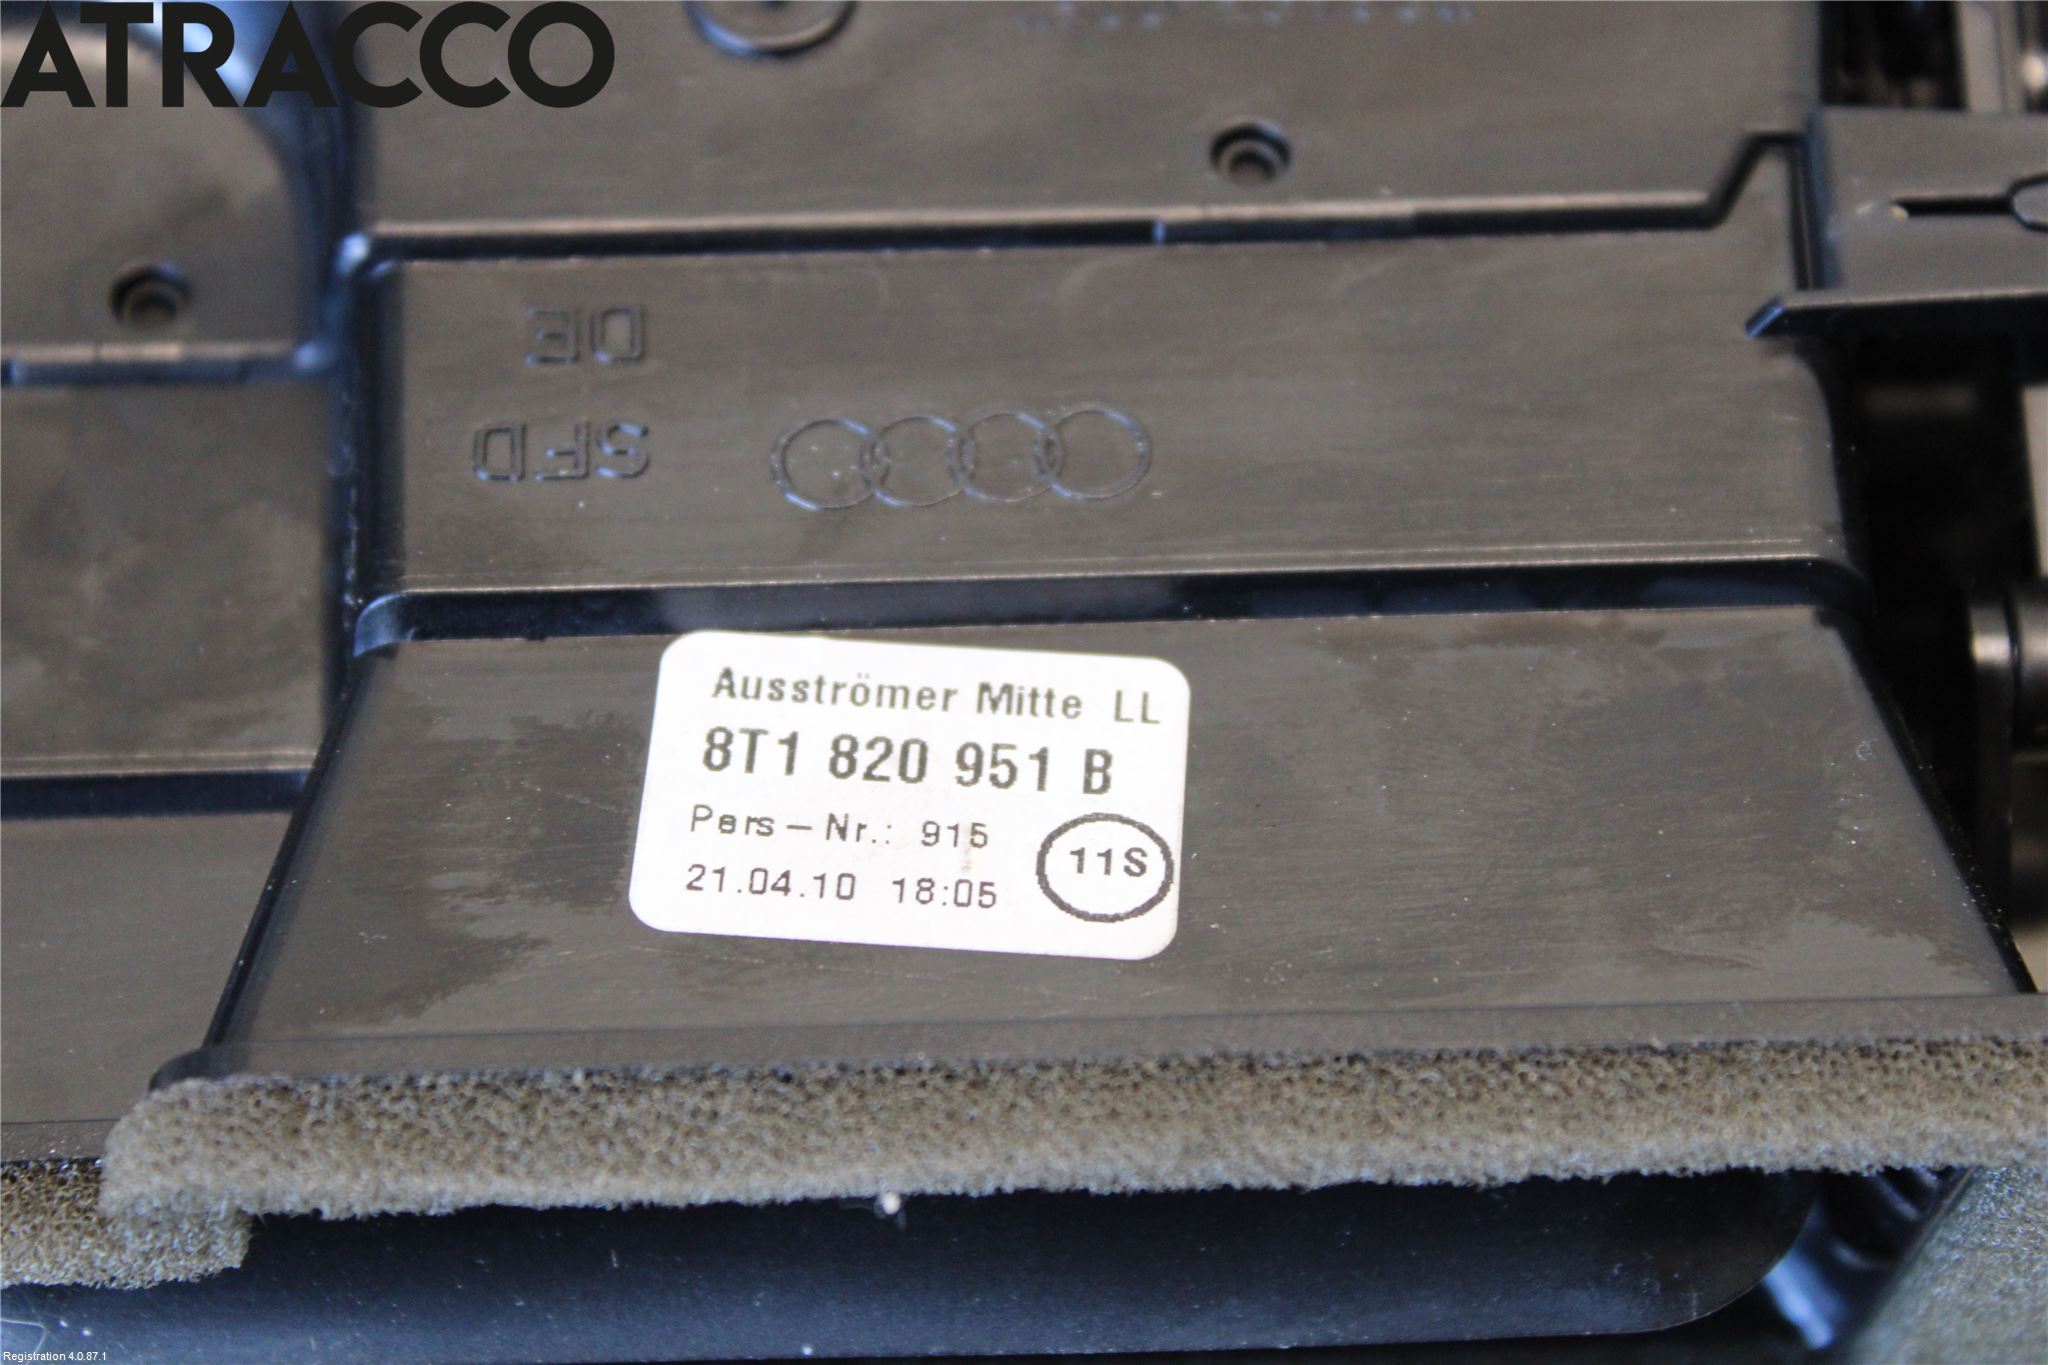 ATRACCO
DE
SFD
Ausströmer Mitte LL
8T1 820 951 B
Pers-Nr.: 915
11S
21.04.10 18:05
Registration 4.0.87.1